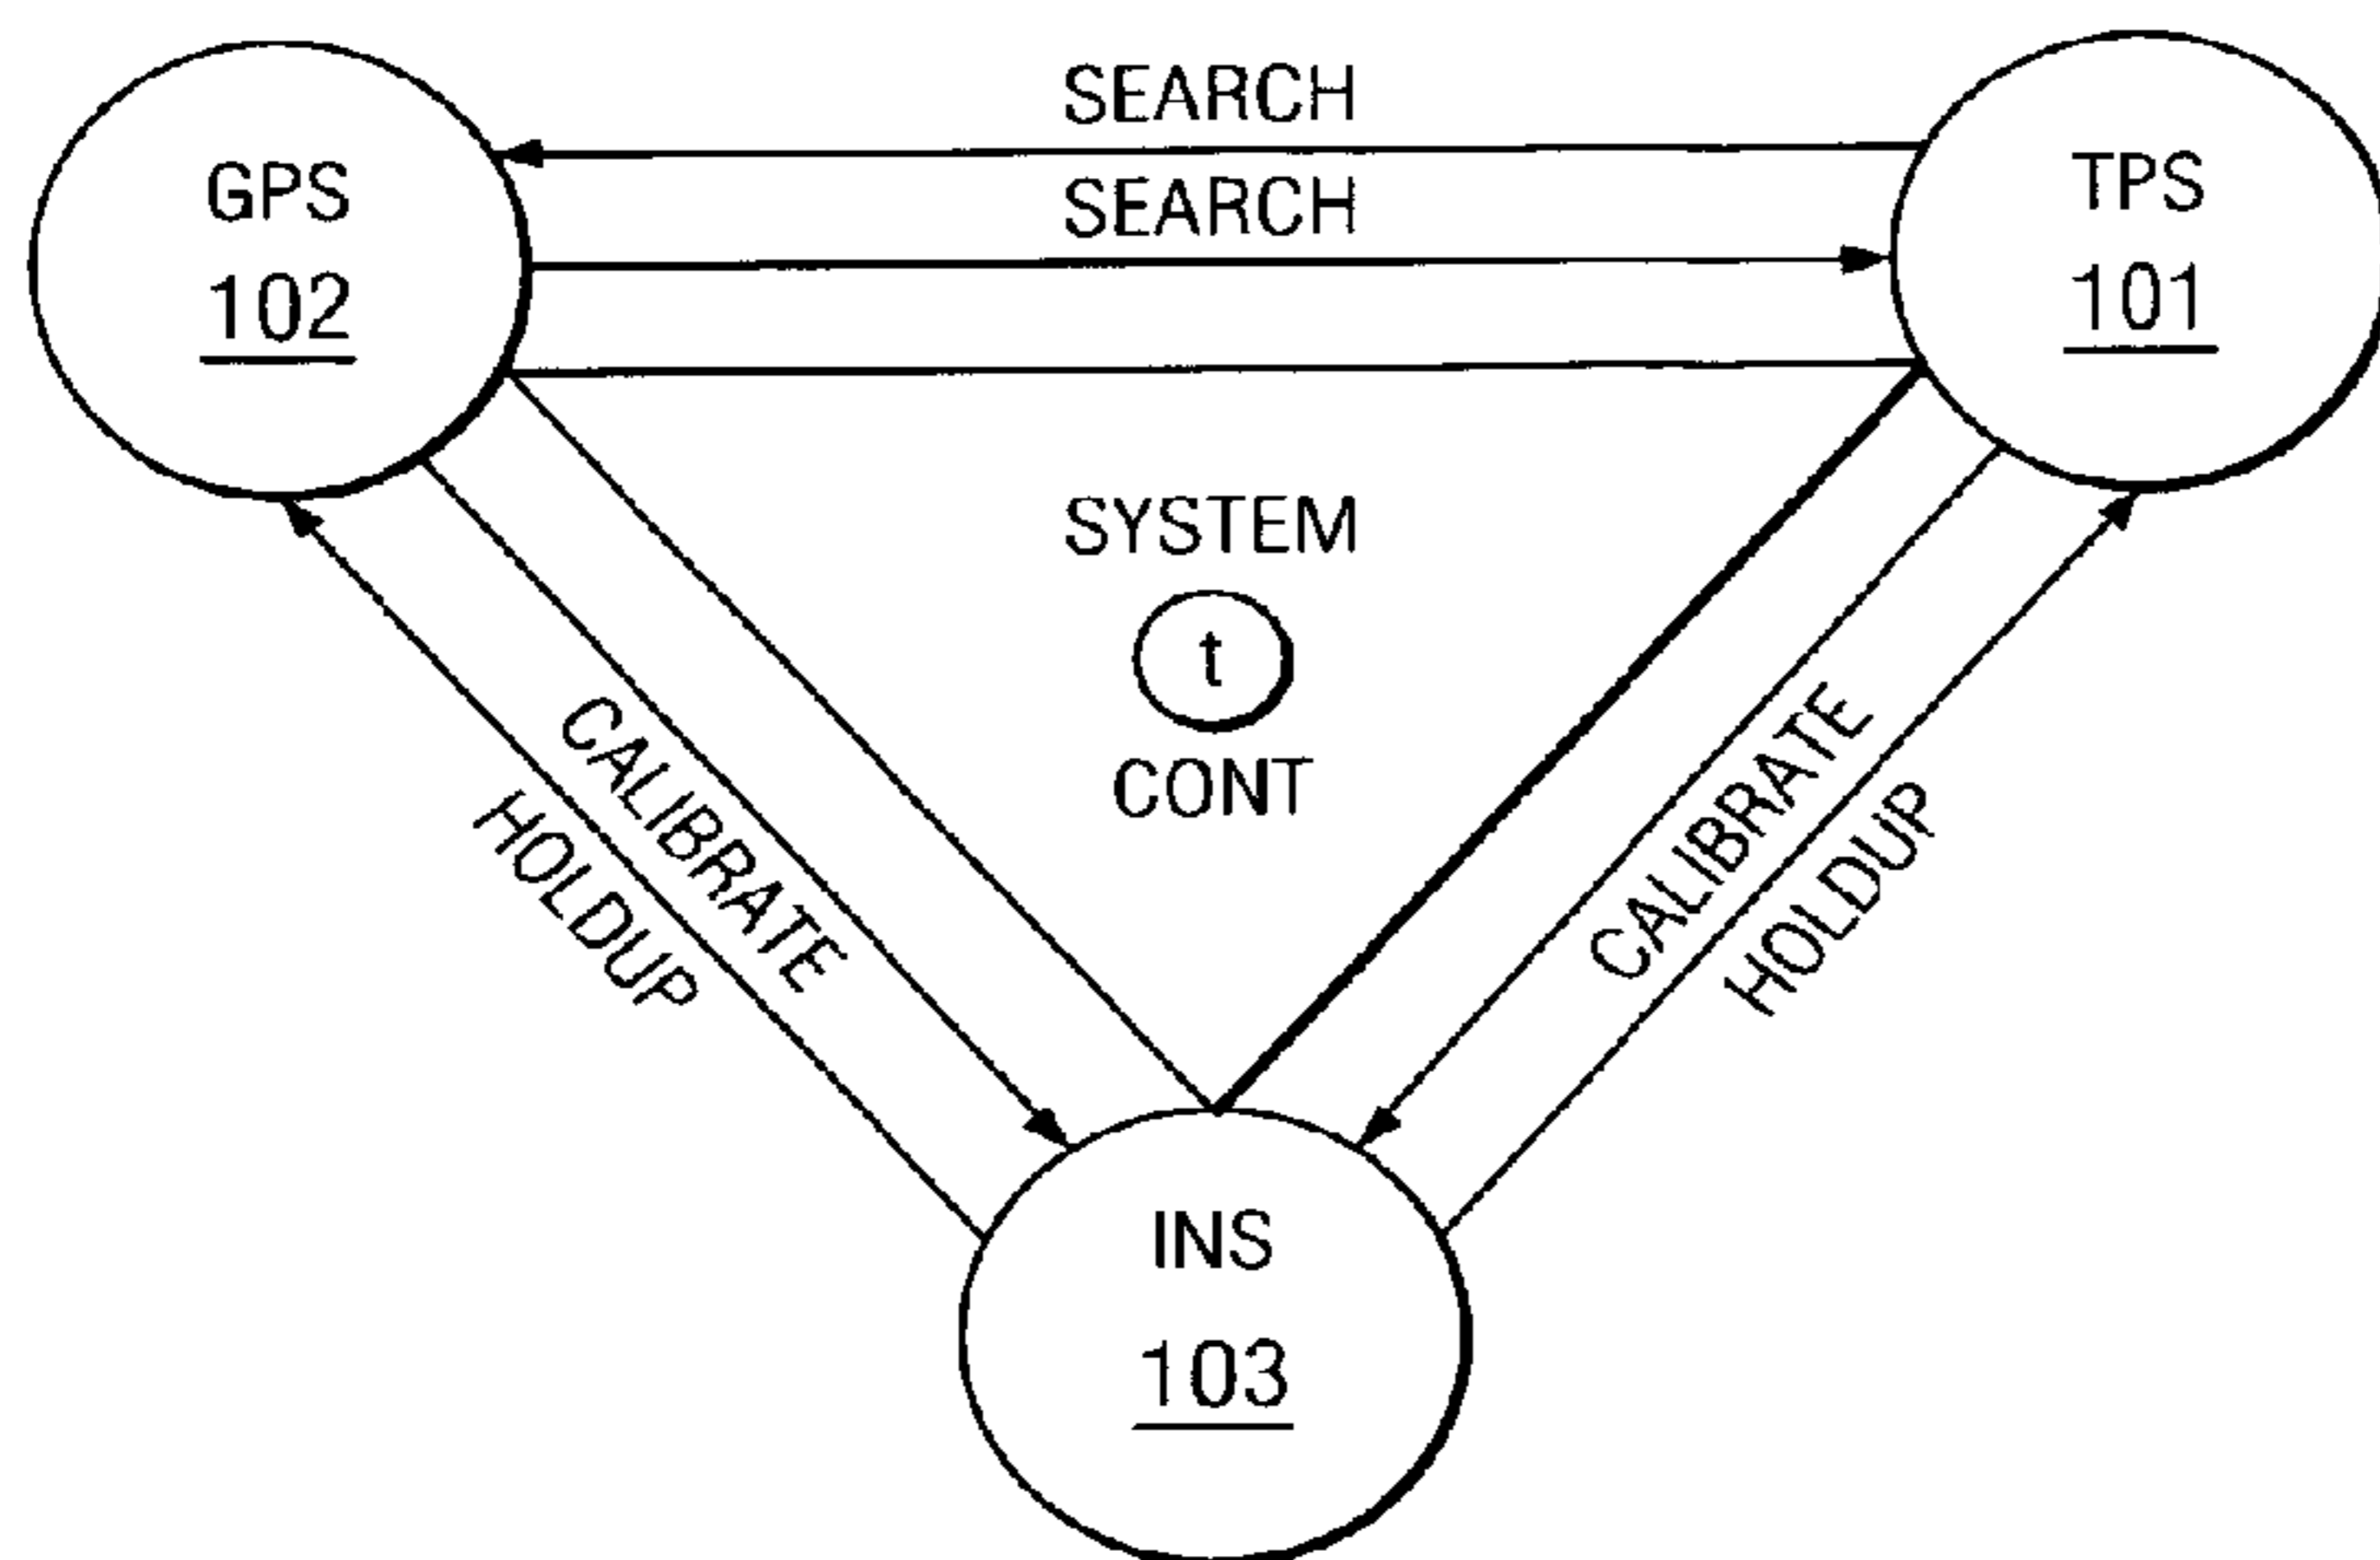 SEARCH
SEARCH
GPS
102
TPS
101
SYSTEM
t
CONT
CALIBRATE
HOLDUP
CALIBRATE
HOLDUP
INS
103